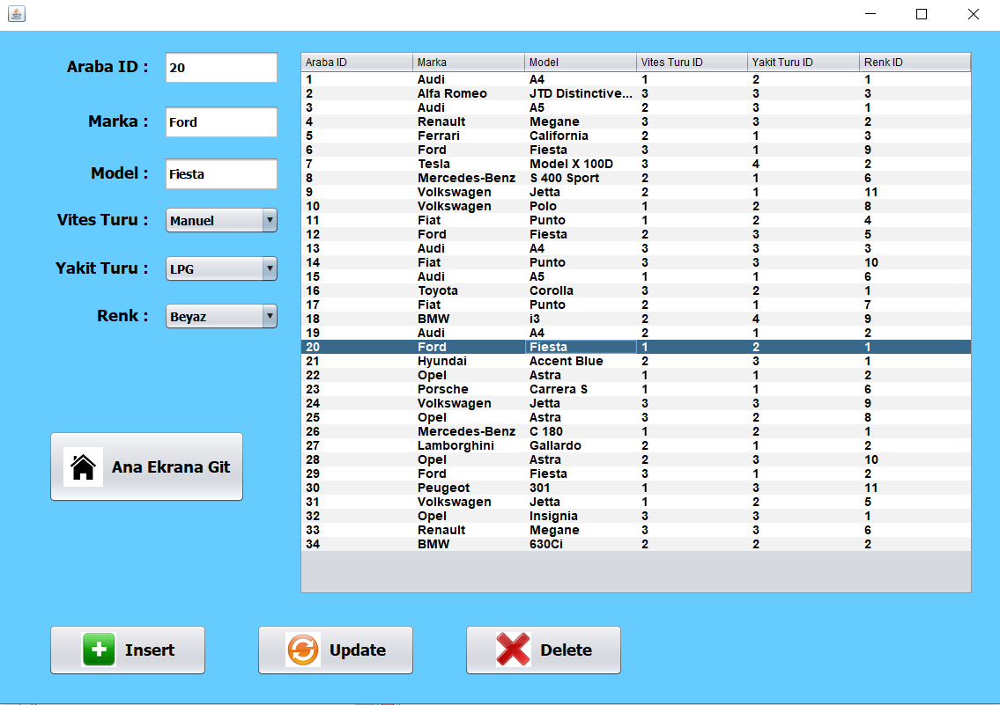 Araba ID : 20
Marka : Ford
Model : Fiesta
Vites Turu : Manuel
Yakit Turu : LPG
Renk : Beyaz
Ana Ekrana Git
Araba ID Marka Model Vites Turu ID Yakit Turu ID Renk ID
1 Audi A4 1 2 1
2 Alfa Romeo JTD Distinctive... 3 3 3
3 Audi A5 2 3 1
4 Renault Megane 3 3 2
5 Ferrari California 2 1 3
6 Ford Fiesta 3 1 9
7 Tesla Model X 100D 3 4 2
8 Mercedes-Benz S 400 Sport 2 1 6
9 Volkswagen Jetta 2 1 11
10 Volkswagen Polo 1 2 8
11 Fiat Punto 1 2 4
12 Ford Fiesta 2 3 5
13 Audi A4 3 3 3
14 Fiat Punto 3 3 10
15 Audi A5 1 1 6
16 Toyota Corolla 3 2 1
17 Fiat Punto 2 1 7
18 BMW i3 2 4 9
19 Audi A4 2 1 2
20 Ford Fiesta 1 2 1
21 Hyundai Accent Blue 2 3 1
22 Opel Astra 1 1 2
23 Porsche Carrera S 1 1 6
24 Volkswagen Jetta 3 3 9
25 Opel Astra 3 2 8
26 Mercedes-Benz C 180 1 2 1
27 Lamborghini Gallardo 2 1 2
28 Opel Astra 2 3 10
29 Ford Fiesta 3 1 2
30 Peugeot 301 1 3 11
31 Volkswagen Jetta 1 2 5
32 Opel Insignia 3 3 1
33 Renault Megane 3 3 6
34 BMW 630Ci 2 2 2
Insert Update Delete